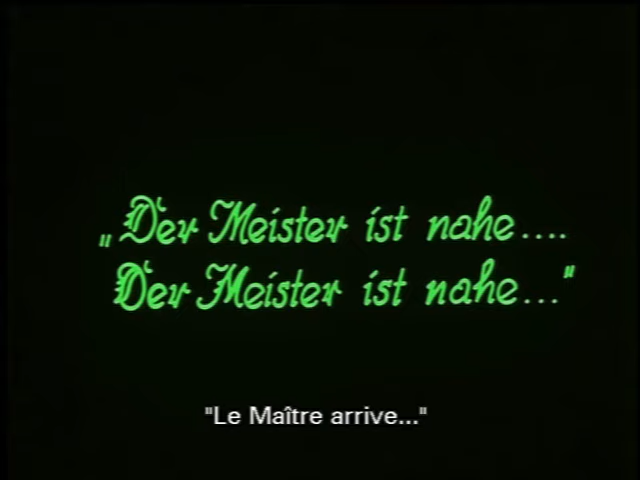 „Der Meister ist nahe....
Der Meister ist nahe..."
"Le Maître arrive..."